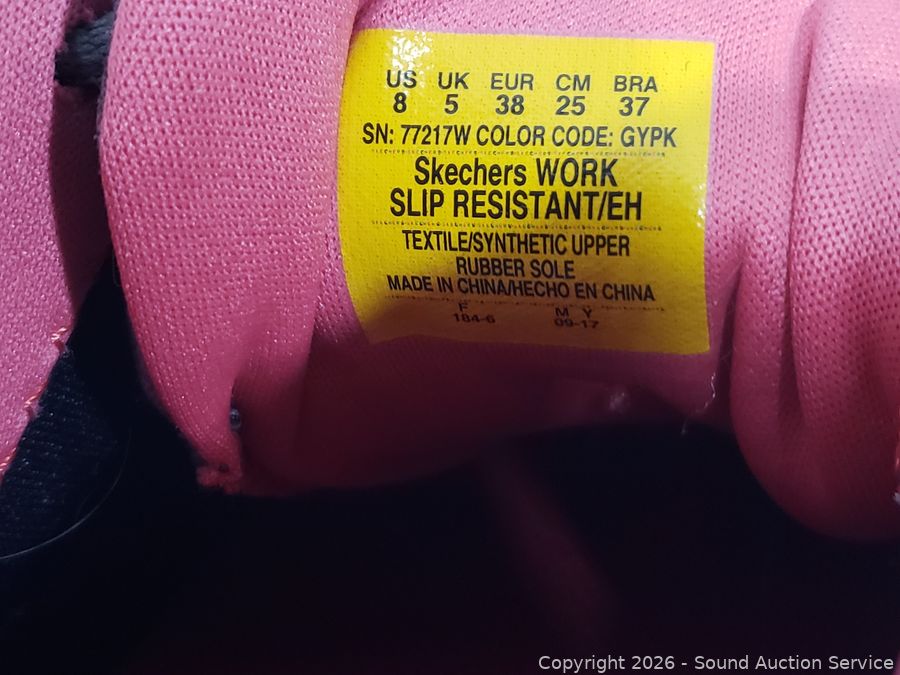 US UK EUR CM BRA
8 5 38 25 37
SN: 77217W COLOR CODE: GYPK
Skechers WORK
SLIP RESISTANT/EH
TEXTILE/SYNTHETIC UPPER
RUBBER SOLE
MADE IN CHINA/HECHO EN CHINA
F M Y
184-6 09-17
Copyright 2026 - Sound Auction Service